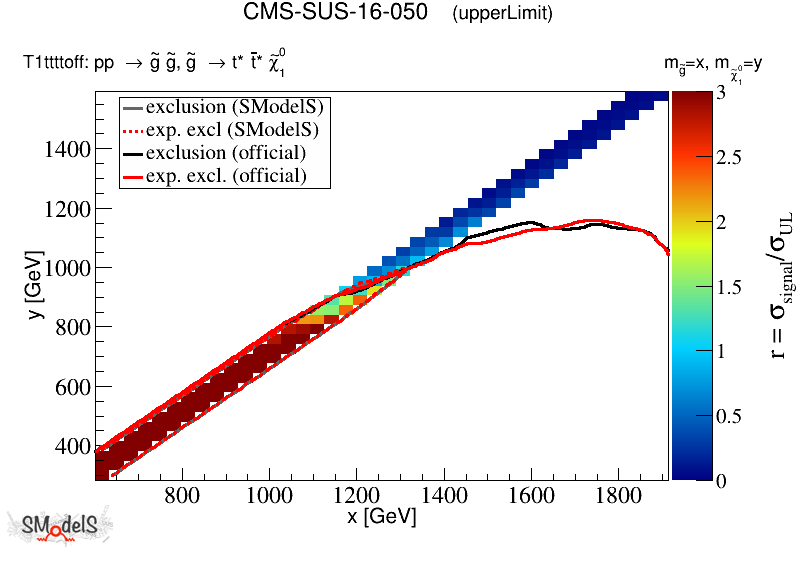 CMS-SUS-16-050 (upperLimit)
T1ttttoff: pp → g̃ g̃, g̃ → t* t̄* χ̃⁰₁
m_g̃=x, m_χ̃⁰₁=y
exclusion (SModelS)
exp. excl (SModelS)
exclusion (official)
exp. excl. (official)
y [GeV]
1400
1200
1000
800
600
400
800 1000 1200 1400 1600 1800
x [GeV]
3
2.5
2
1.5
1
0.5
0
r = σ_signal/σ_UL
SModelS